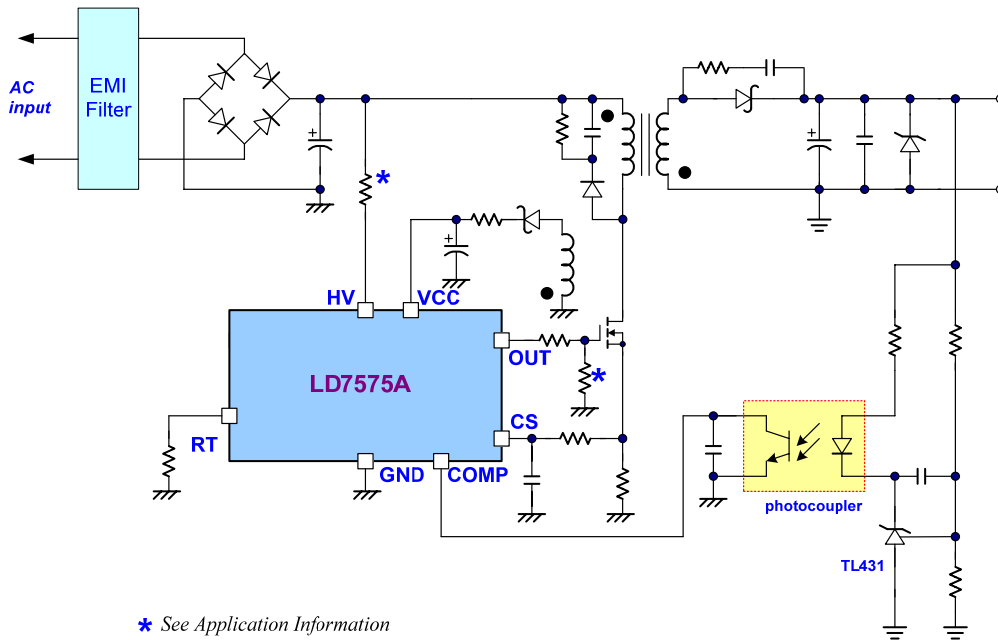 AC
input
EMI
Filter
+
*
+
+
HV
VCC
LD7575A
OUT
*
CS
RT
GND
COMP
photocoupler
TL431
* See Application Information